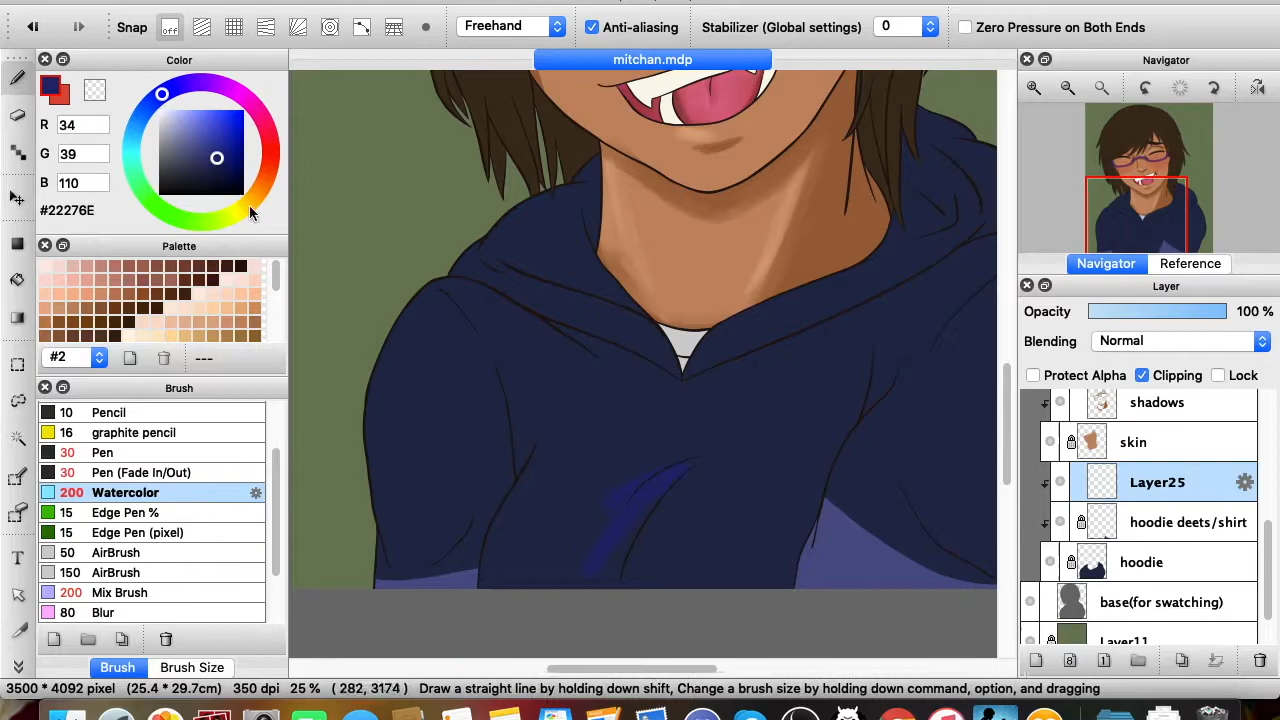 Snap off Freehand Anti-aliasing Stabilizer (Global settings) 0 Zero Pressure on Both Ends
Color mitchan.mdp Navigator
R 34
G 39
B 110
#22276E
Palette
Navigator Reference
Layer
Opacity 100 %
Blending Normal
#2 ---
Protect Alpha Clipping Lock
Brush
10 Pencil
16 graphite pencil
30 Pen
30 Pen (Fade In/Out)
200 Watercolor
15 Edge Pen %
15 Edge Pen (pixel)
50 AirBrush
150 AirBrush
200 Mix Brush
80 Blur
shadows
skin
Layer25
hoodie deets/shirt
hoodie
base(for swatching)
Layer11
8 1
T
Brush Brush Size
3500 * 4092 pixel (25.4 * 29.7cm) 350 dpi 25 % ( 282, 3174 ) Draw a straight line by holding down shift, Change a brush size by holding down command, option, and dragging